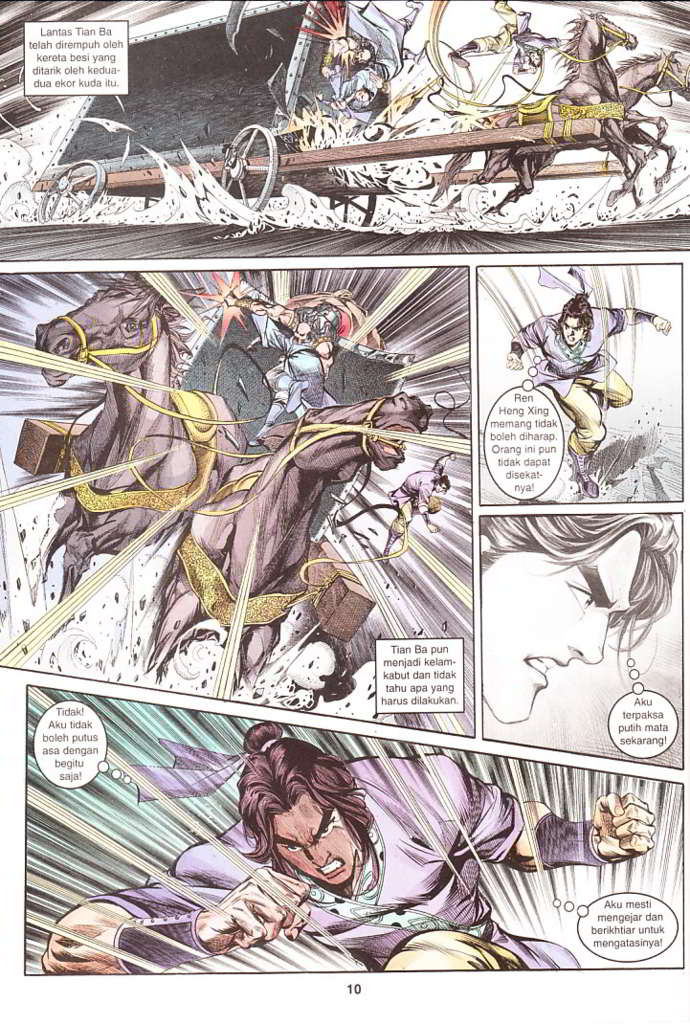 Lantas Tian Ba
telah dirempuh oleh
kereta besi yang
ditarik oleh kedua-
dua ekor kuda itu.
Ren
Heng Xing
memang tidak
boleh diharap.
Orang ini pun
tidak dapat
disekat-
nya!
Tian Ba pun
menjadi kelam-
kabut dan tidak
tahu apa yang
harus dilakukan.
Aku
terpaksa
putih mata
sekarang!
Tidak!
Aku tidak
boleh putus
asa dengan
begitu
saja!
Aku mesti
mengejar dan
berikhtiar untuk
mengatasinya!
10